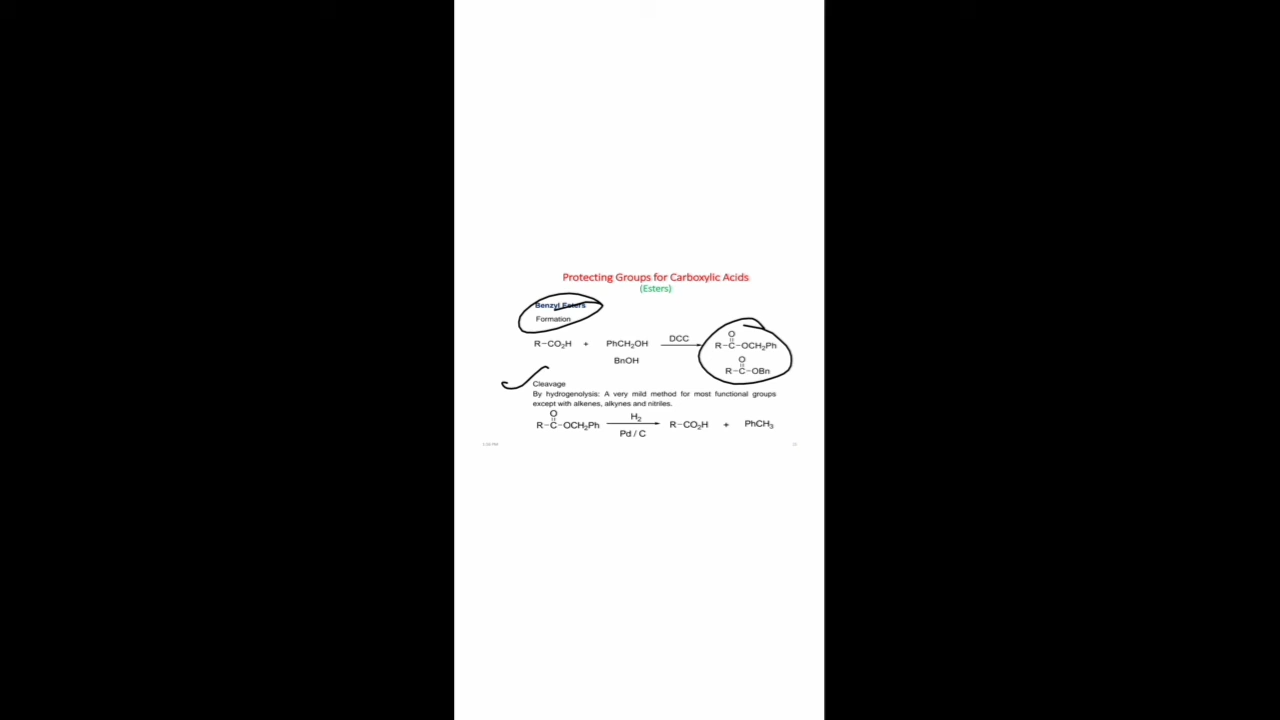 Protecting Groups for Carboxylic Acids
(Esters)
Benzyl Esters
Formation
R−CO₂H + PhCH₂OH DCC R−C−OCH₂Ph
O
BnOH R−C−OBn
O
Cleavage
By hydrogenolysis: A very mild method for most functional groups
except with alkenes, alkynes and nitriles.
O
R−C−OCH₂Ph H₂ R−CO₂H + PhCH₃
Pd / C